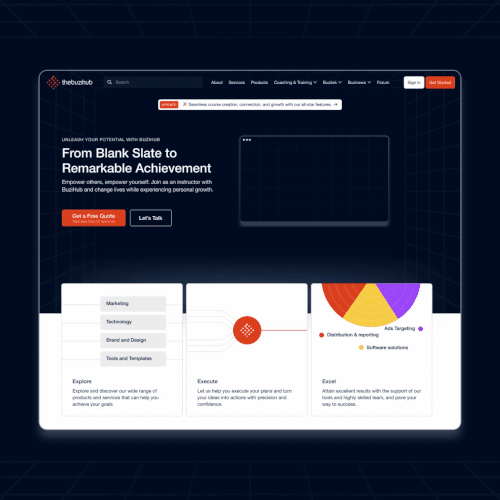 thebuzihub
Search
About Services Products Coaching & Training Buzites Buzinews Forum
Sign in
Get Started
UPDATE Seamless course creation, connection, and growth with our all-star features
UNLEASH YOUR POTENTIAL WITH BUZIHUB
From Blank Slate to
Remarkable Achievement
Empower others, empower yourself: Join as an instructor with
BuziHub and change lives while experiencing personal growth.
Get a Free Quote
Let's Talk
Marketing
Technology
Brand and Design
Tools and Templates
Ads Targeting
Distribution & reporting
Software solutions
Explore
Explore and discover our wide range of
products and services that can help you
achieve your goals
Execute
Let us help you execute your plans and turn
your ideas into actions with precision and
confidence.
Excel
Attain excellent results with the support of our
tools and highly skilled team, and pave your
way to success.